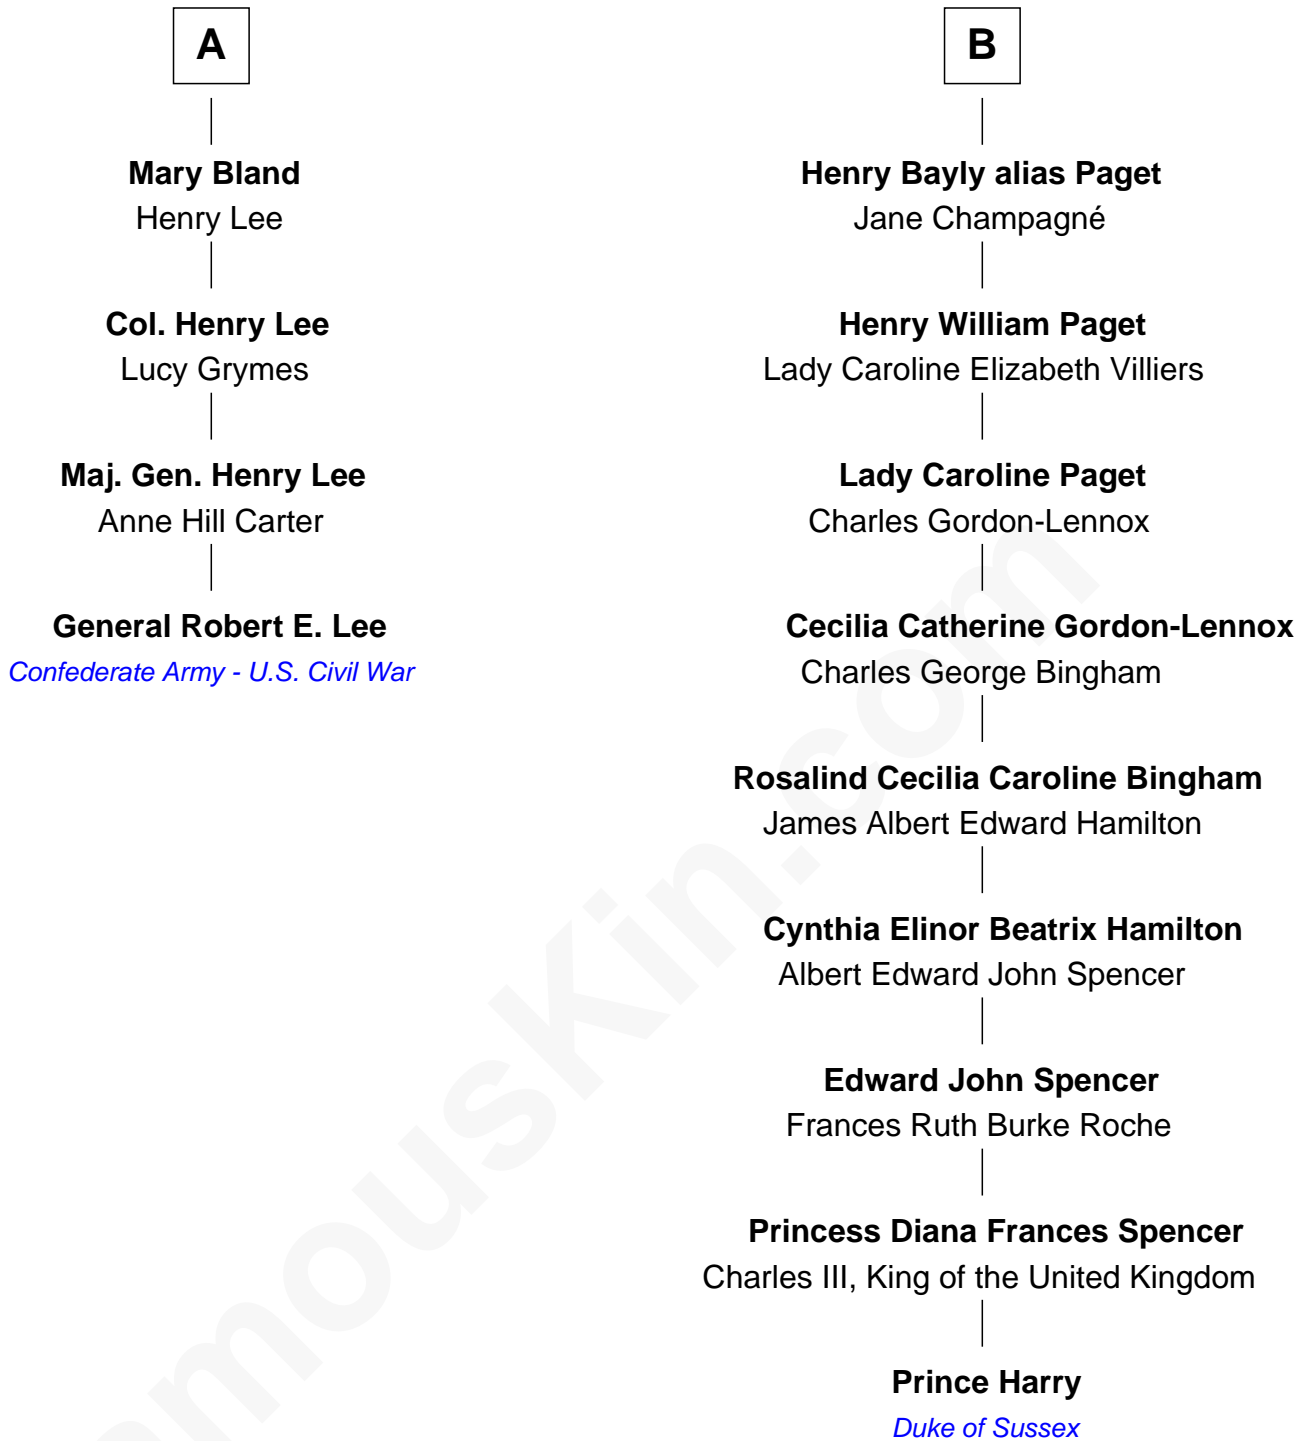 A
Mary Bland
Henry Lee
Col. Henry Lee
Lucy Grymes
Maj. Gen. Henry Lee
Anne Hill Carter
General Robert E. Lee
Confederate Army - U.S. Civil War
B
Henry Bayly alias Paget
Jane Champagné
Henry William Paget
Lady Caroline Elizabeth Villiers
Lady Caroline Paget
Charles Gordon-Lennox
Cecilia Catherine Gordon-Lennox
Charles George Bingham
Rosalind Cecilia Caroline Bingham
James Albert Edward Hamilton
Cynthia Elinor Beatrix Hamilton
Albert Edward John Spencer
Edward John Spencer
Frances Ruth Burke Roche
Princess Diana Frances Spencer
Charles III, King of the United Kingdom
Prince Harry
Duke of Sussex
amouskin.com